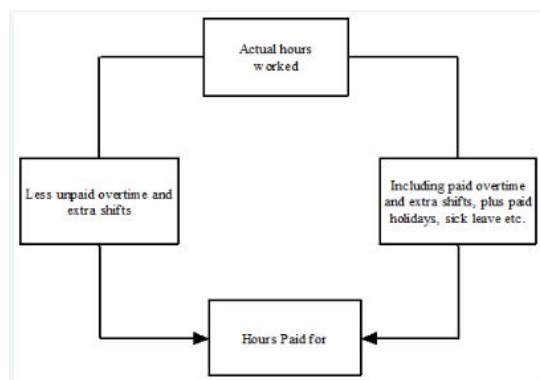 Actual hours
worked
Less unpaid overtime and
extra shifts
Including paid overtime
and extra shifts, plus paid
holidays, sick leave etc.
Hours Paid for